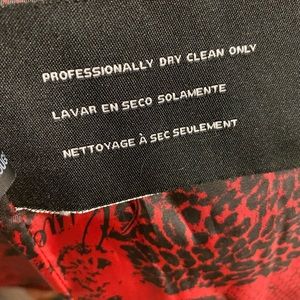 PROFESSIONALLY DRY CLEAN ONLY
LAVAR EN SECO SOLAMENTE
NETTOYAGE À SEC SEULEMENT